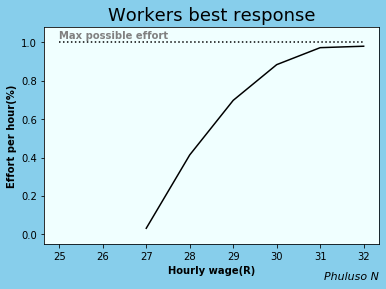 Workers best response
Max possible effort
1.0
0.8
0.6
0.4
0.2
0.0
Effort per hour(%)
25 26 27 28 29 30 31 32
Hourly wage(R)
Phuluso N